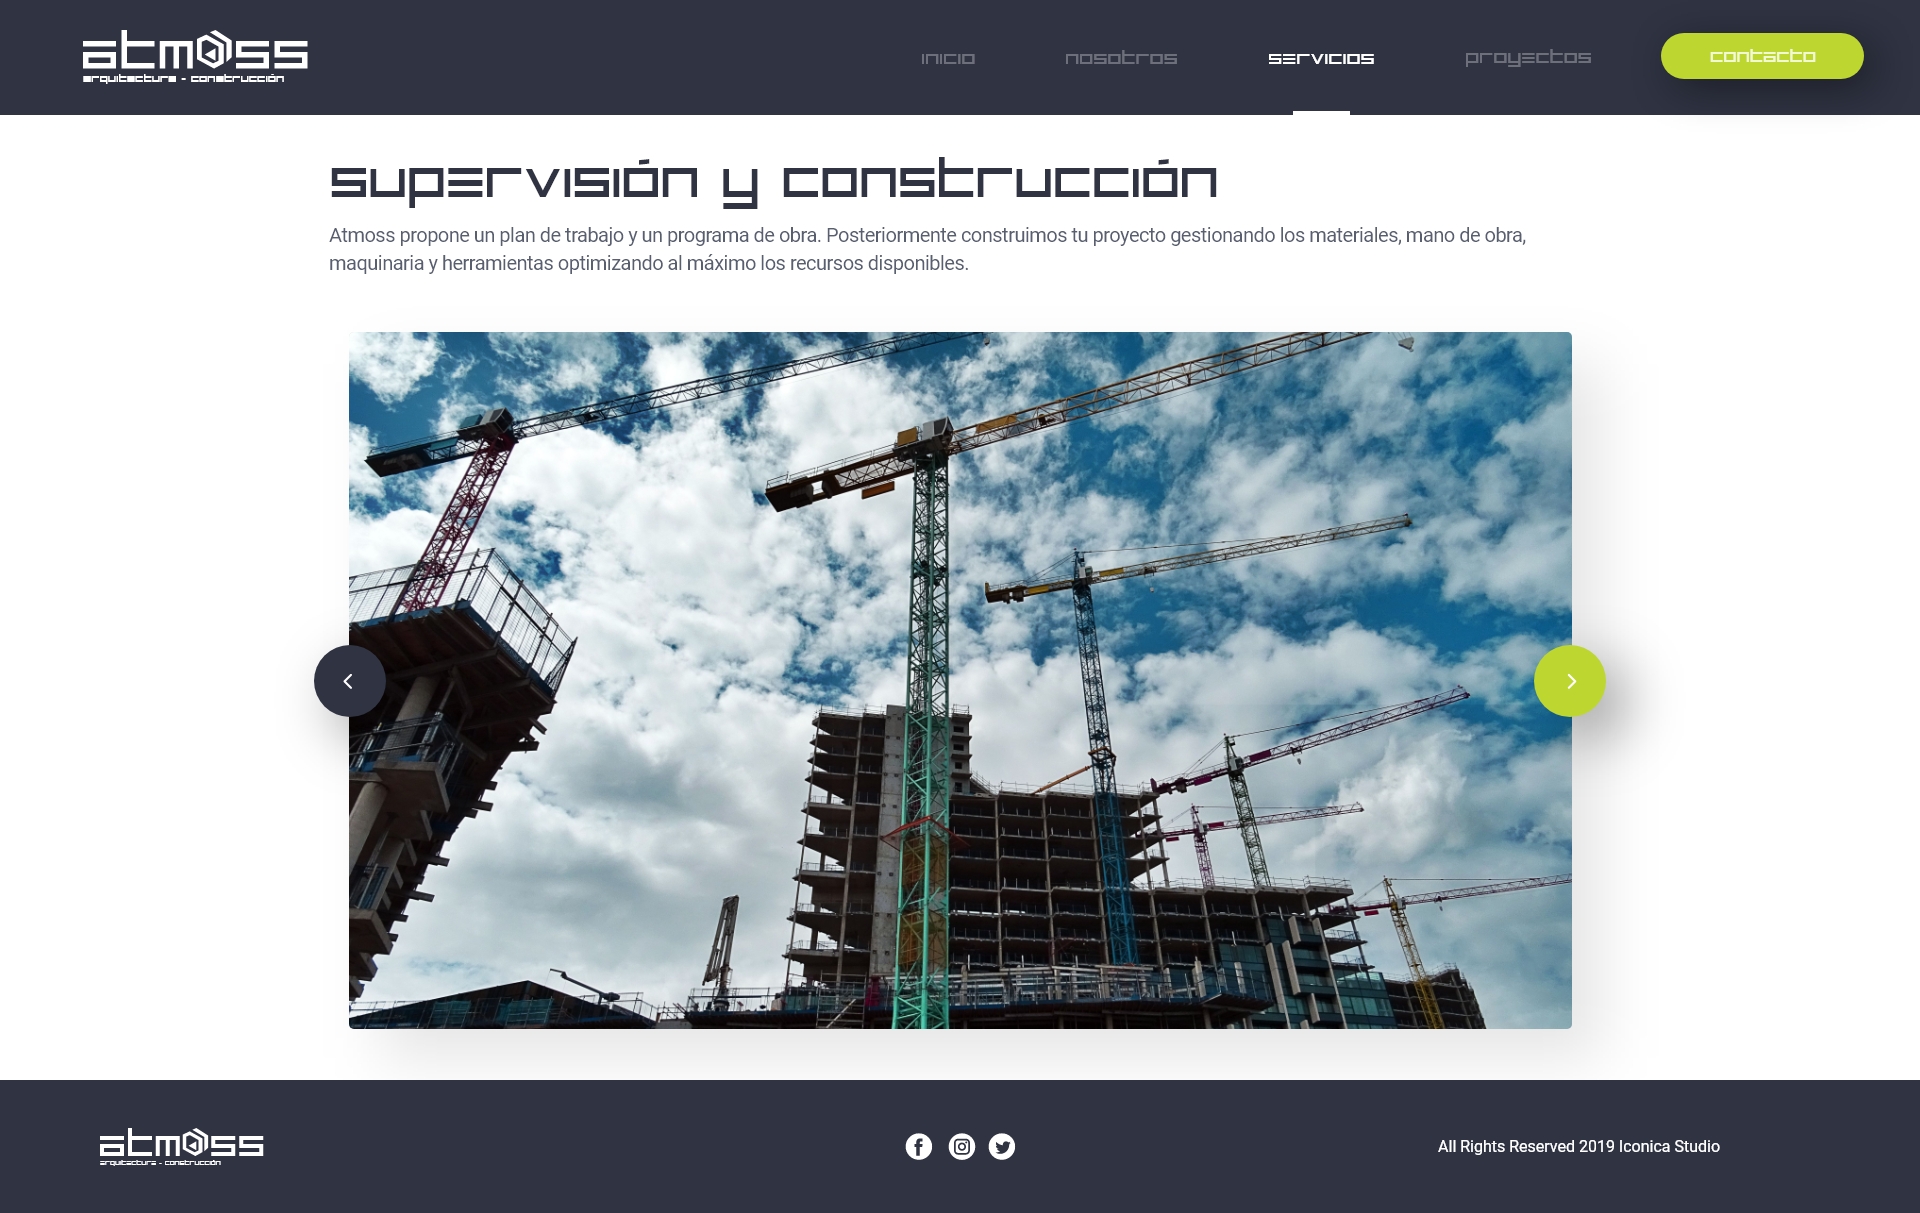 atmoss
arquitectura - construcción
inicio
nosotros
servicios
proyectos
contacto
supervisión y construcción
Atmoss propone un plan de trabajo y un programa de obra. Posteriormente construimos tu proyecto gestionando los materiales, mano de obra,
maquinaria y herramientas optimizando al máximo los recursos disponibles.
atmoss
arquitectura - construcción
All Rights Reserved 2019 Iconica Studio